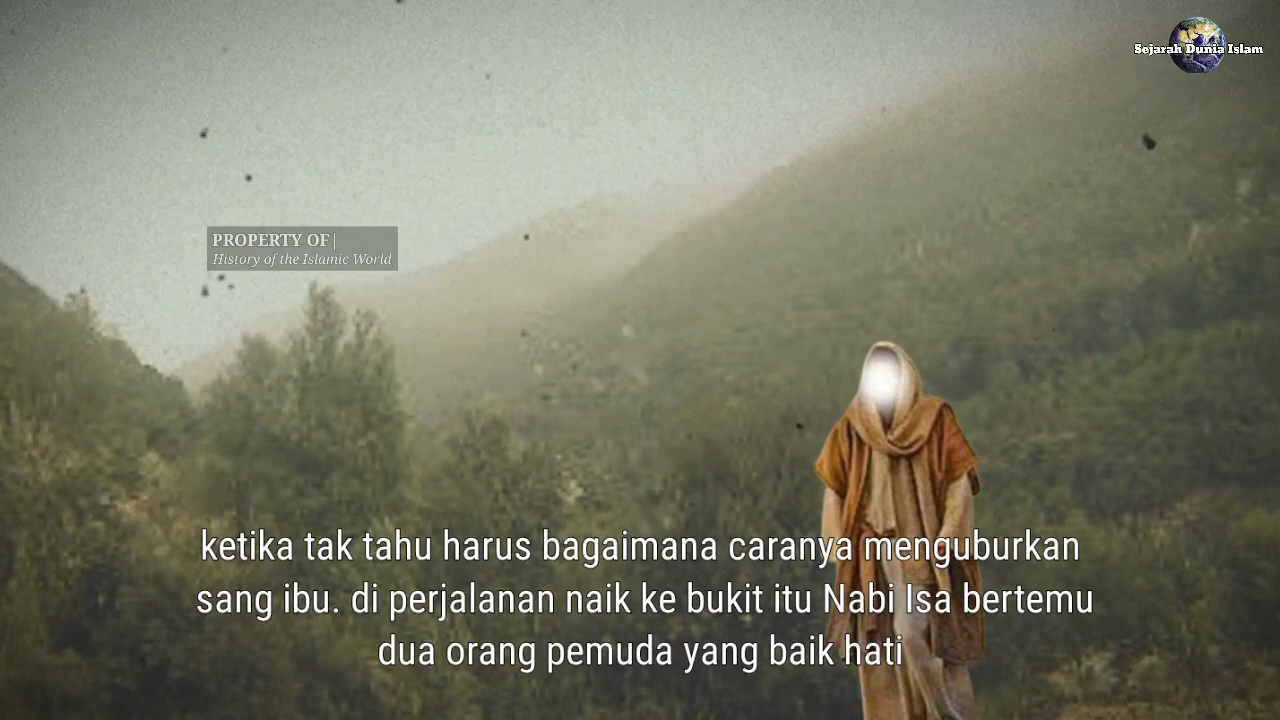 Sejarah Dunia Islam
PROPERTY OF|
History of the Islamic World
ketika tak tahu harus bagaimana caranya menguburkan
sang ibu. di perjalanan naik ke bukit itu Nabi Isa bertemu
dua orang pemuda yang baik hati